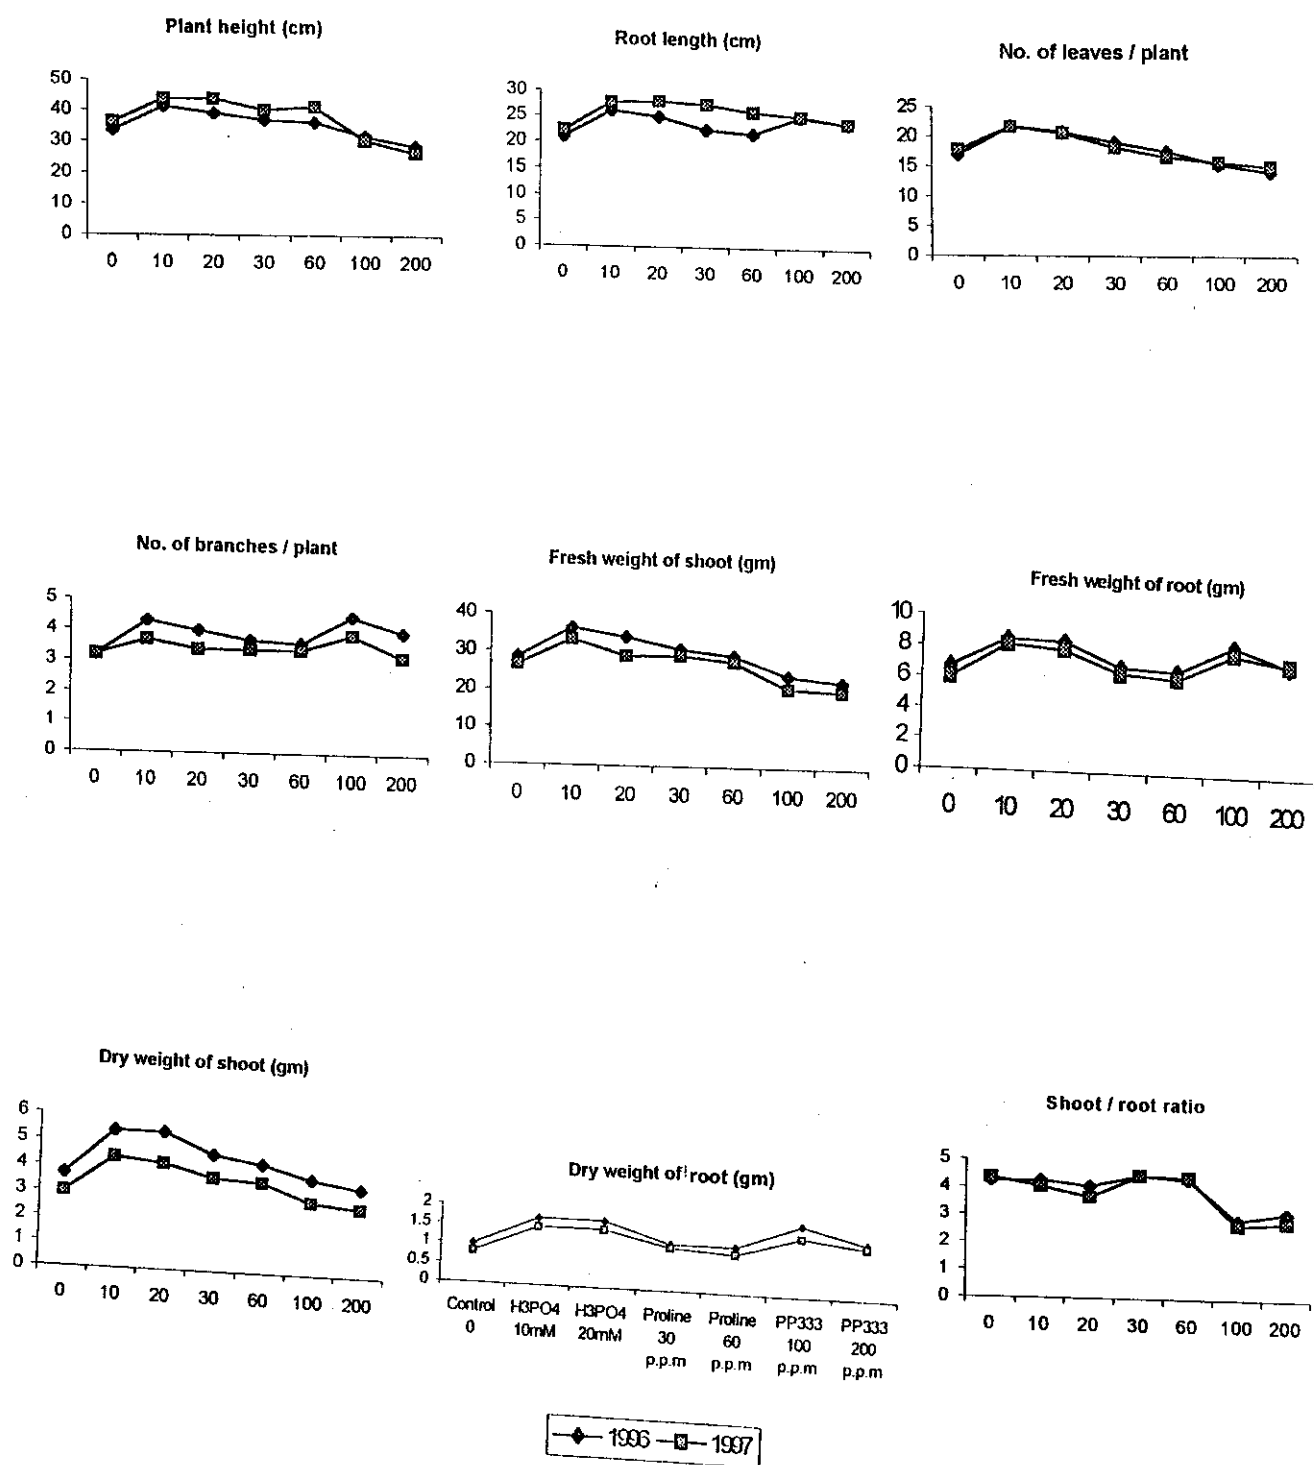 Plant height (cm)
50
40
30
20
10
0
0 10 20 30 60 100 200
Root length (cm)
30
25
20
15
10
5
0
0 10 20 30 60 100 200
No. of leaves / plant
25
20
15
10
5
0
0 10 20 30 60 100 200
No. of branches / plant
5
4
3
2
1
0
0 10 20 30 60 100 200
Fresh weight of shoot (gm)
40
30
20
10
0
0 10 20 30 60 100 200
Fresh weight of root (gm)
10
8
6
4
2
0
0 10 20 30 60 100 200
Dry weight of shoot (gm)
6
5
4
3
2
1
0
0 10 20 30 60 100 200
Dry weight of root (gm)
2
1.5
1
0.5
0
Control H3PO4 H3PO4 Proline Proline PP333 PP333
0 10mM 20mM 30 60 100 200
p.p.m p.p.m p.p.m p.p.m
Shoot / root ratio
5
4
3
2
1
0
0 10 20 30 60 100 200
1996 1997